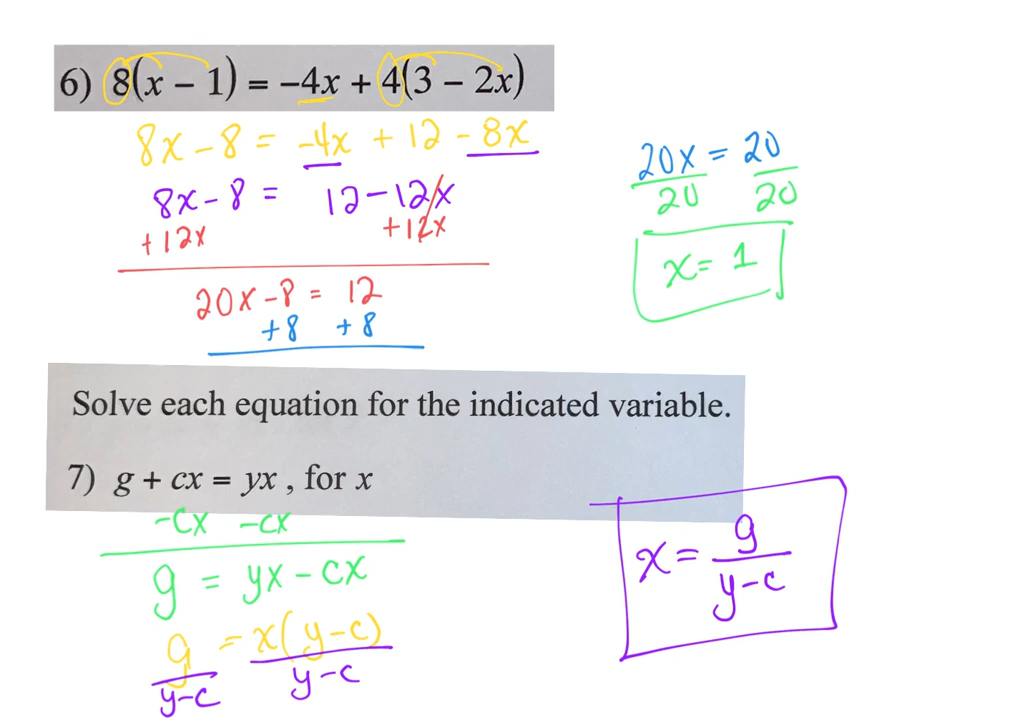 6) 8(x − 1) = −4x + 4(3 − 2x)
8x − 8 = −4x + 12 − 8x
8x − 8 = 12 − 12x
+12x +12x
20x − 8 = 12
+8 +8
20x = 20
20 20
x = 1
Solve each equation for the indicated variable.
7) g + cx = yx , for x
−cx −cx
g = yx − cx
g = x(y−c)
y−c y−c
x = g
y−c